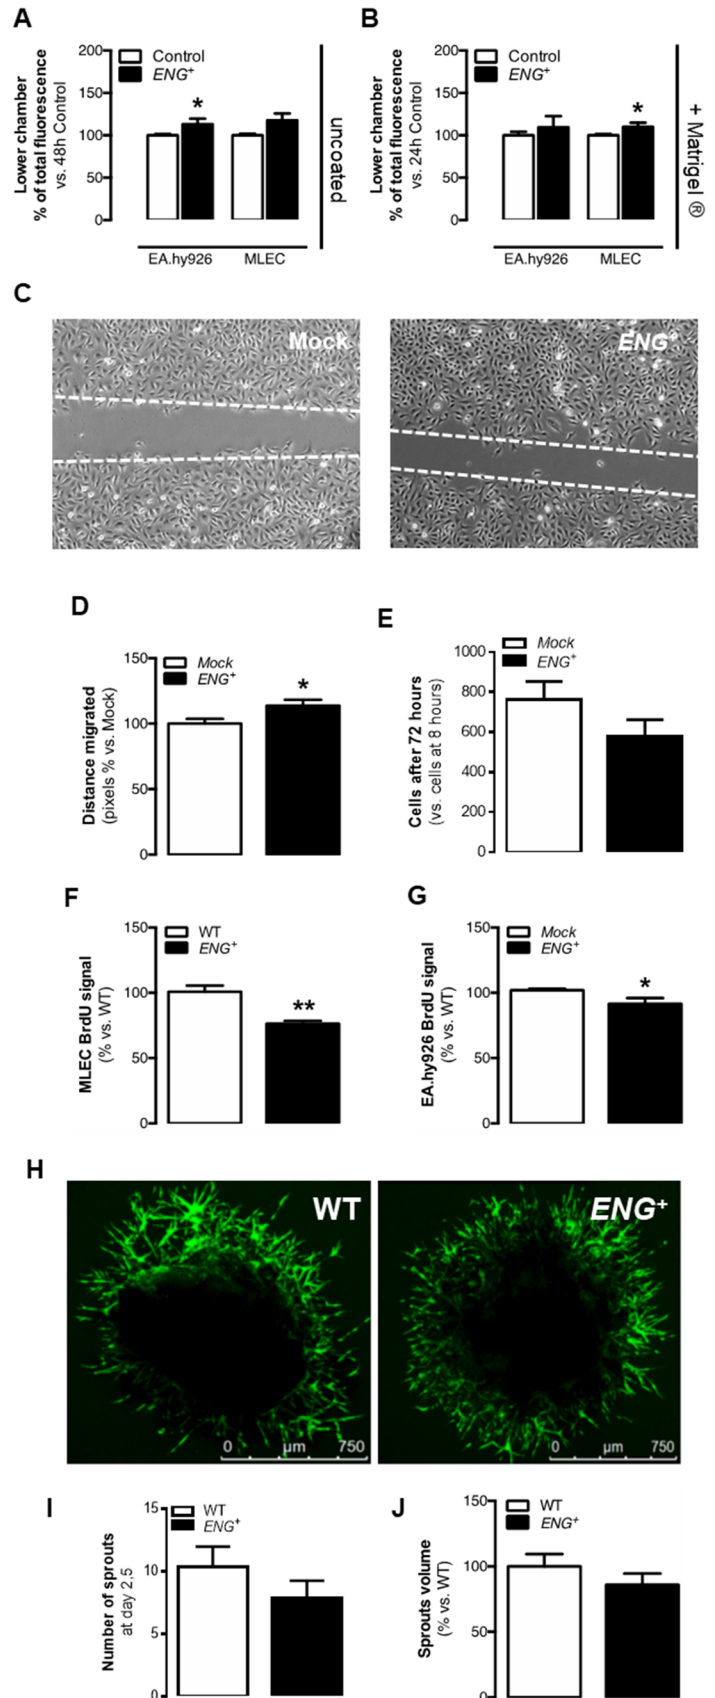 A
Lower chamber
% of total fluorescence
vs. 48h Control
200
150
100
50
0
Control
ENG+
*
EA.hy926
MLEC
uncoated
B
Lower chamber
% of total fluorescence
vs. 24h Control
200
150
100
50
0
Control
ENG+
*
EA.hy926
MLEC
+ Matrigel ®
C
Mock
ENG+
D
Distance migrated
(pixels % vs. Mock)
150
100
50
0
Mock
ENG+
*
E
Cells after 72 hours
(vs. cells at 8 hours)
1000
800
600
400
200
0
Mock
ENG+
F
MLEC BrdU signal
(% vs. WT)
150
100
50
0
WT
ENG+
**
G
EA.hy926 BrdU signal
(% vs. WT)
150
100
50
0
Mock
ENG+
*
H
WT
0 µm 750
ENG+
0 µm 750
I
Number of sprouts
at day 2.5
15
10
5
0
WT
ENG+
J
Sprouts volume
(% vs. WT)
150
100
50
0
WT
ENG+